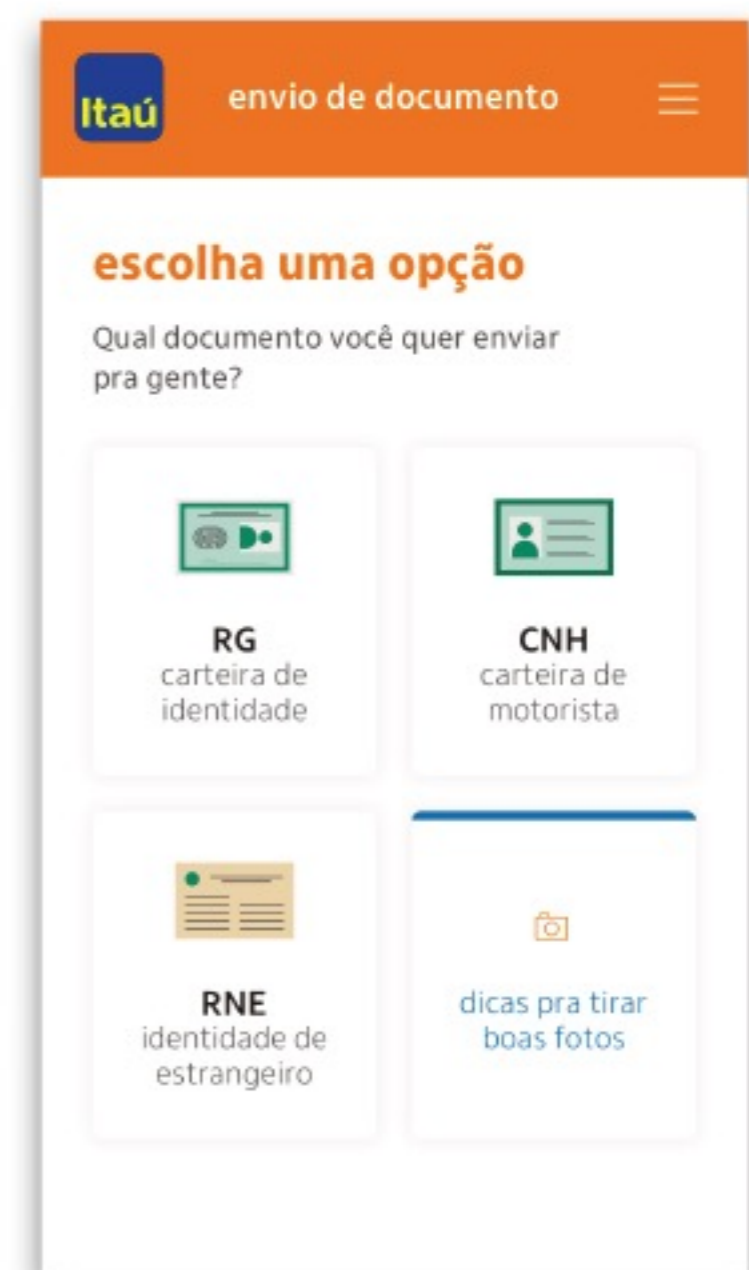 Itaú
envio de documento
escolha uma opção
Qual documento você quer enviar
pra gente?
RG
carteira de
identidade
CNH
carteira de
motorista
RNE
identidade de
estrangeiro
dicas pra tirar
boas fotos